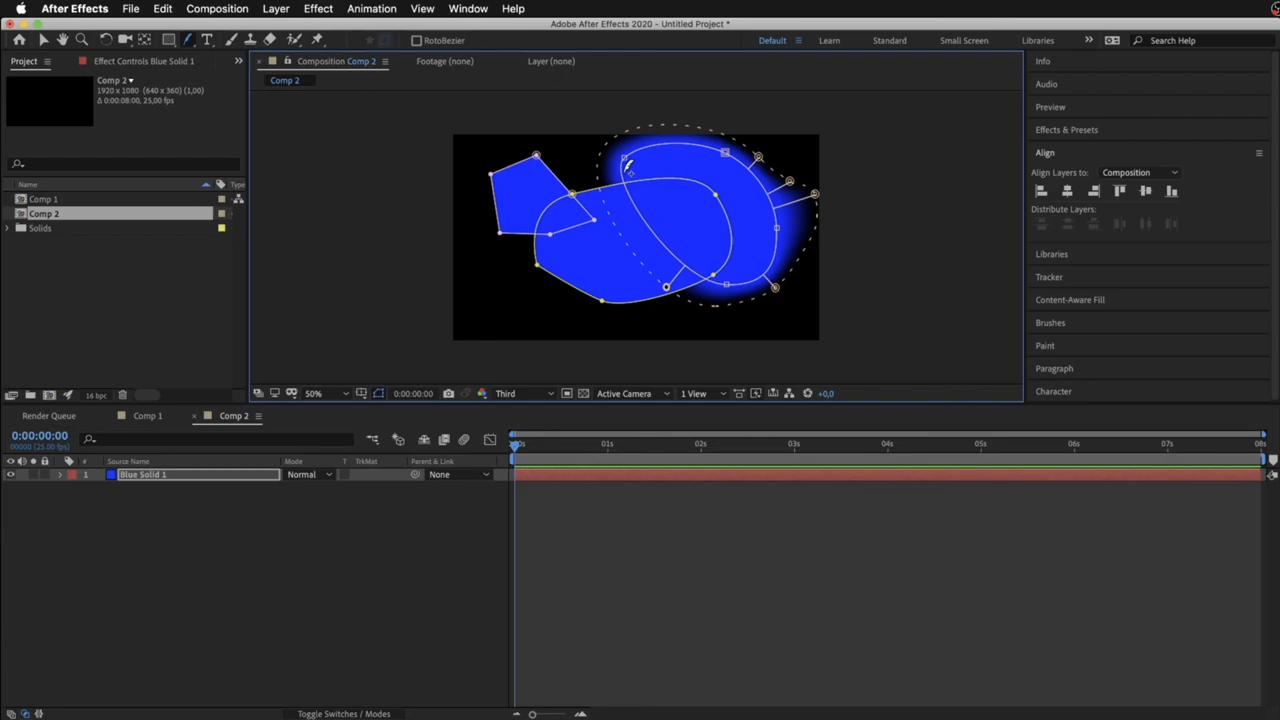 After Effects File Edit Composition Layer Effect Animation View Window Help
Adobe After Effects 2020 - Untitled Project *
RotoBezier Default Learn Standard Small Screen Libraries Search Help
Project Effect Controls Blue Solid 1 Composition Comp 2 Footage (none) Layer (none) Info
Comp 2
Comp 2
1920 x 1080 (640 x 360) (1,00)
Δ 0:00:08:00, 25,00 fps
Audio
Preview
Effects & Presets
Align
Align Layers to: Composition
Name Type
Comp 1
Comp 2
Solids
Distribute Layers:
Libraries
Tracker
Content-Aware Fill
Brushes
Paint
Paragraph
Character
16 bpc
50% 0:00:00:00 Third Active Camera 1 View +0,0
Render Queue Comp 1 Comp 2
0:00:00:00
00000 (25.00 fps)
01s 02s 03s 04s 05s 06s 07s 08s
# Source Name Mode T TrkMat Parent & Link
1 Blue Solid 1 Normal None
Toggle Switches / Modes